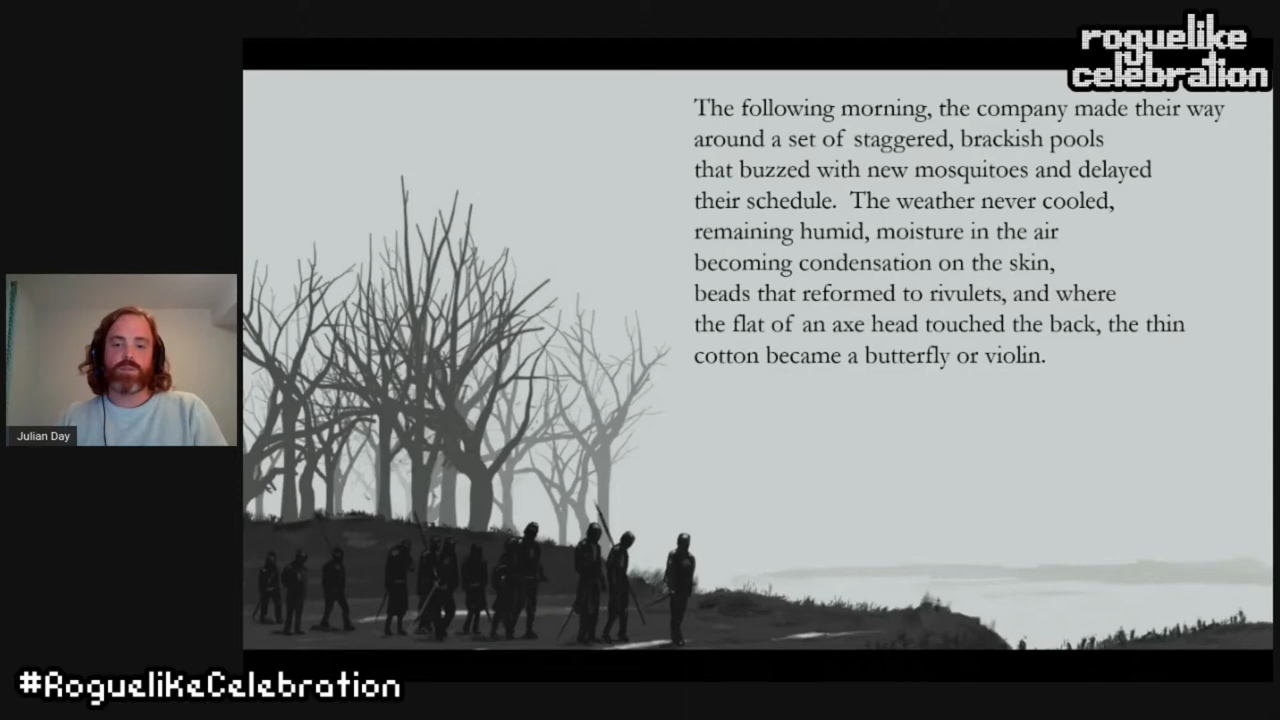 roguelike
celebration
The following morning, the company made their way
around a set of staggered, brackish pools
that buzzed with new mosquitoes and delayed
their schedule.  The weather never cooled,
remaining humid, moisture in the air
becoming condensation on the skin,
beads that reformed to rivulets, and where
the flat of an axe head touched the back, the thin
cotton became a butterfly or violin.
Julian Day
#RoguelikeCelebration